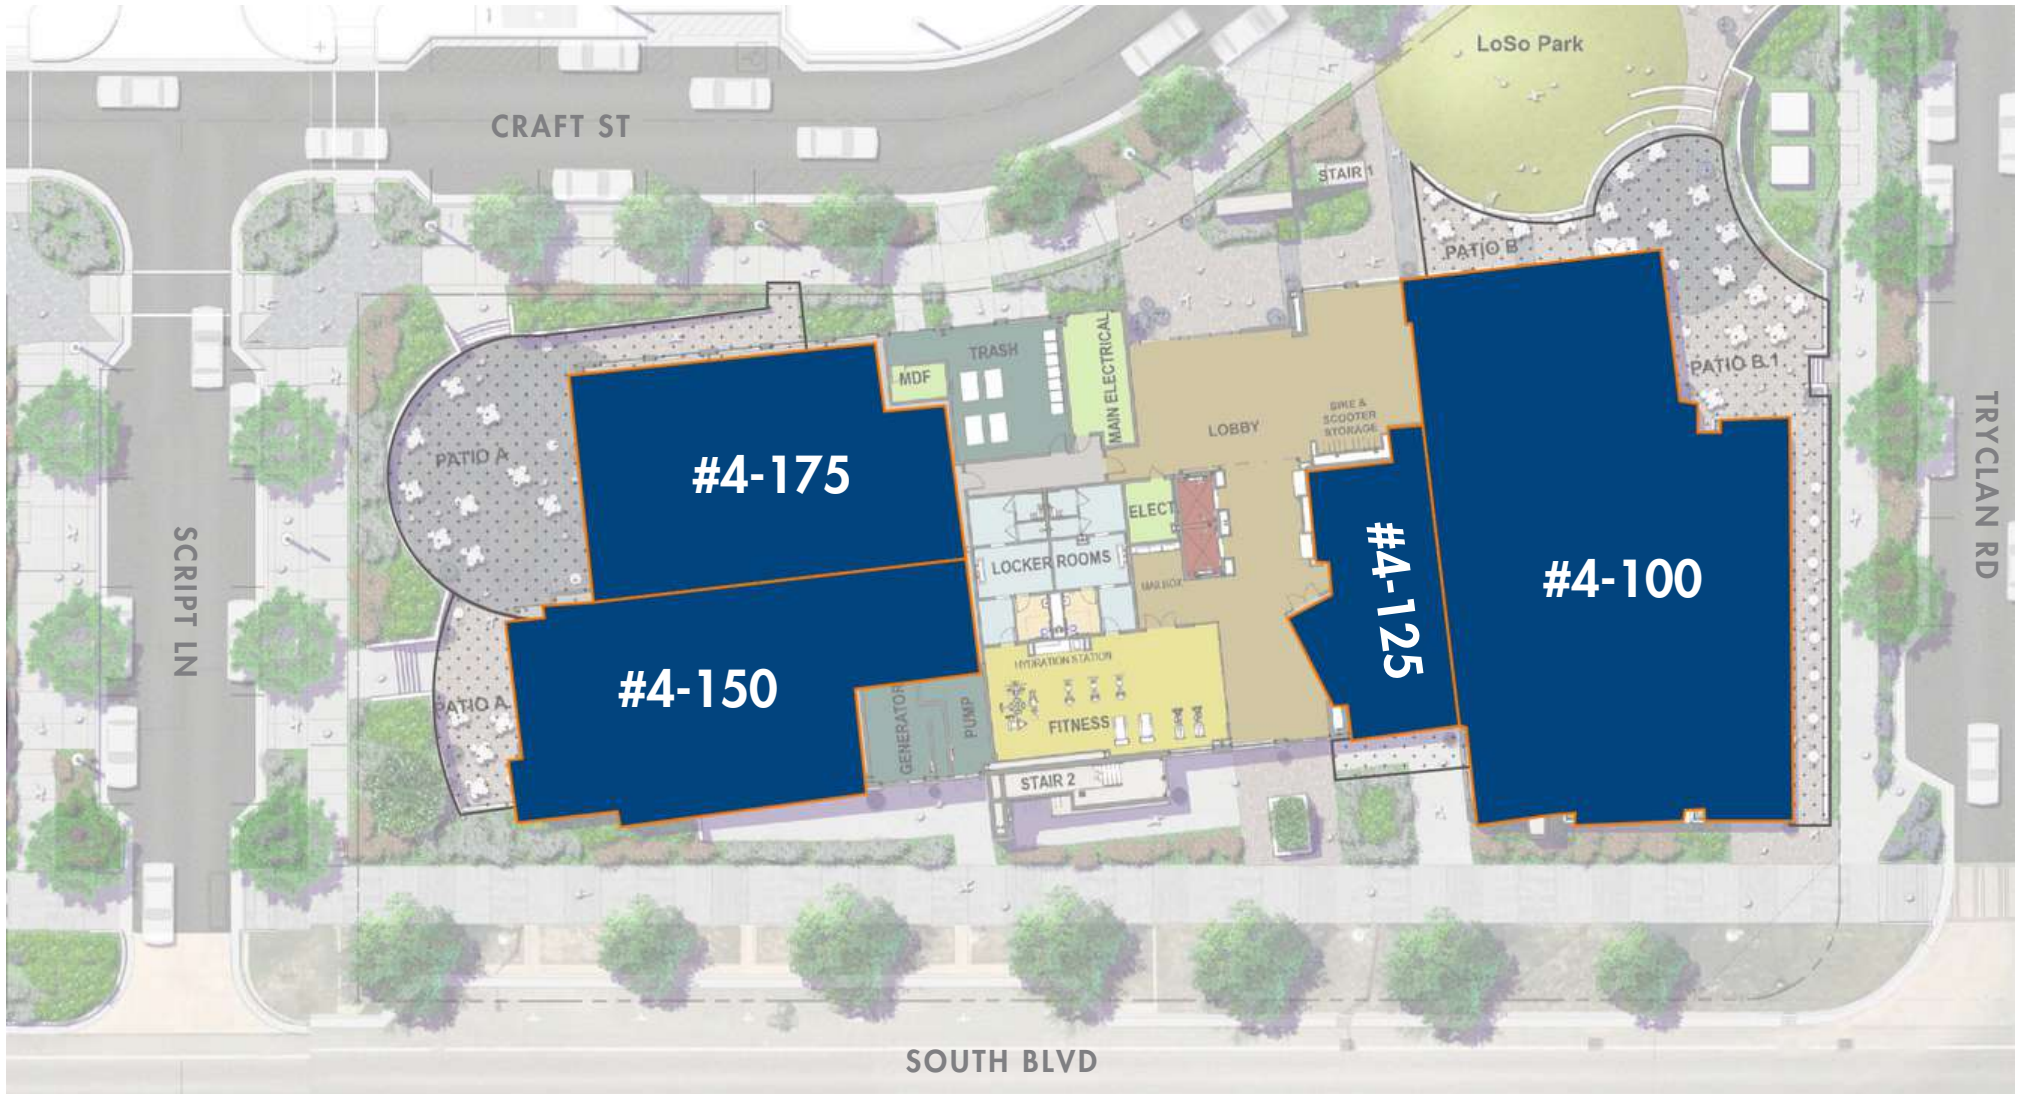 LoSo Park
CRAFT ST
STAIR 1
PATIO B
TRASH
MDF
MAIN ELECTRICAL
PATIO B.1
BIKE &
SCOOTER
STORAGE
LOBBY
TRYCLAN RD
PATIO A
#4-175
ELECT
#4-125
#4-100
SCRIPT LN
LOCKER ROOMS
MAILBOX
HYDRATION STATION
#4-150
PATIO A
GENERATOR
PUMP
FITNESS
STAIR 2
SOUTH BLVD